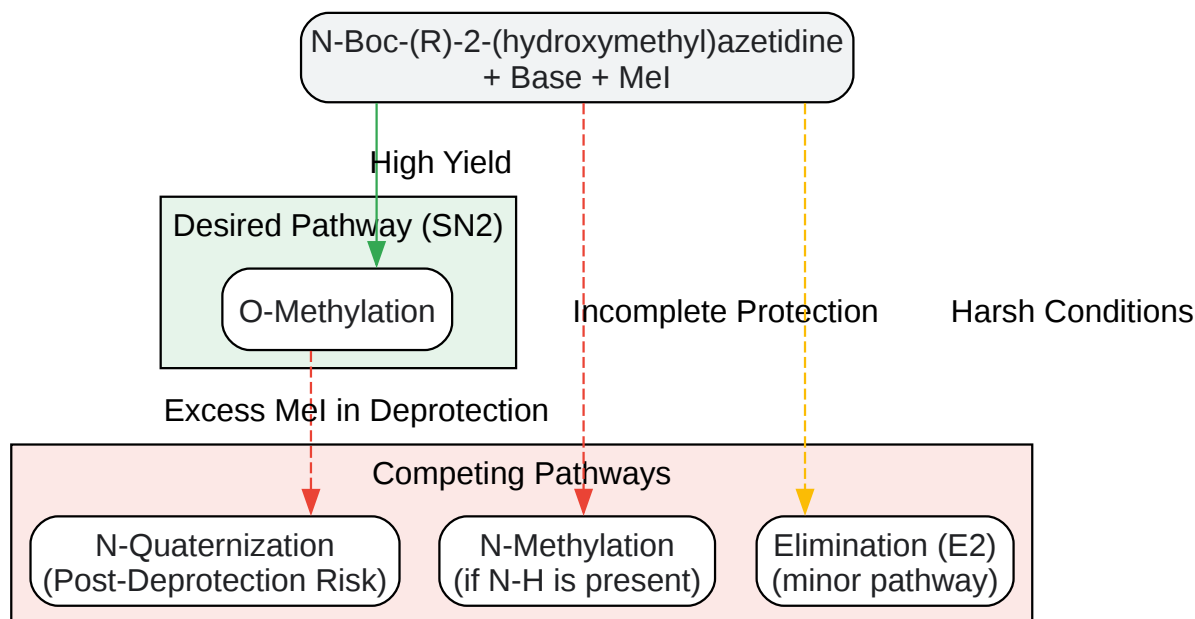 N-Boc-(R)-2-(hydroxymethyl)azetidine
+ Base + MeI
High Yield
Desired Pathway (SN2)
O-Methylation
Incomplete Protection
Harsh Conditions
Excess MeI in Deprotection
Competing Pathways
N-Quaternization
(Post-Deprotection Risk)
N-Methylation
(if N-H is present)
Elimination (E2)
(minor pathway)